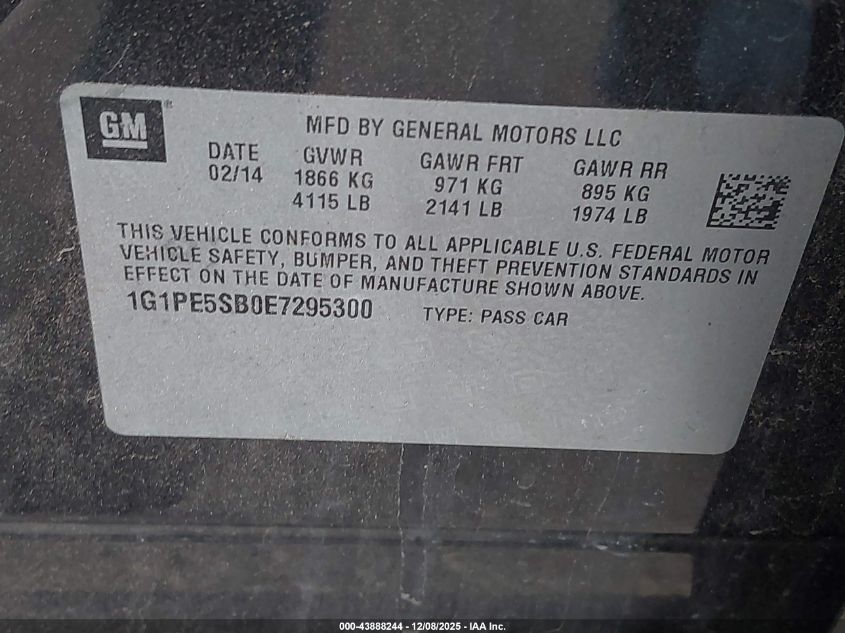 GM®
MFD BY GENERAL MOTORS LLC
DATE GVWR GAWR FRT GAWR RR
02/14 1866 KG 971 KG 895 KG
4115 LB 2141 LB 1974 LB
THIS VEHICLE CONFORMS TO ALL APPLICABLE U.S. FEDERAL MOTOR
VEHICLE SAFETY, BUMPER, AND THEFT PREVENTION STANDARDS IN
EFFECT ON THE DATE OF MANUFACTURE SHOWN ABOVE.
1G1PE5SB0E7295300 TYPE: PASS CAR
000-43888244 - 12/08/2025 - IAA Inc.